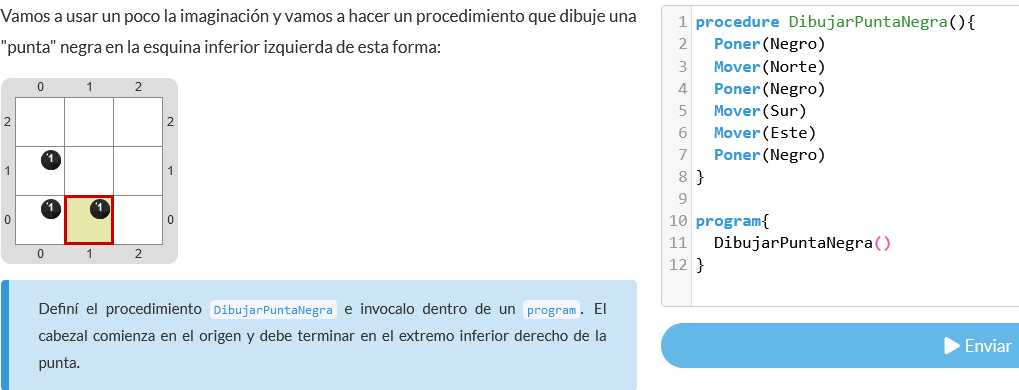 Vamos a usar un poco la imaginación y vamos a hacer un procedimiento que dibuje una
"punta" negra en la esquina inferior izquierda de esta forma:
0 1 2
2 2
1 1 1
0 1 1 0
0 1 2
Definí el procedimiento DibujarPuntaNegra e invocalo dentro de un program. El
cabezal comienza en el origen y debe terminar en el extremo inferior derecho de la
punta.
1 procedure DibujarPuntaNegra(){
2 Poner(Negro)
3 Mover(Norte)
4 Poner(Negro)
5 Mover(Sur)
6 Mover(Este)
7 Poner(Negro)
8 }
9
10 program{
11 DibujarPuntaNegra()
12 }
Enviar